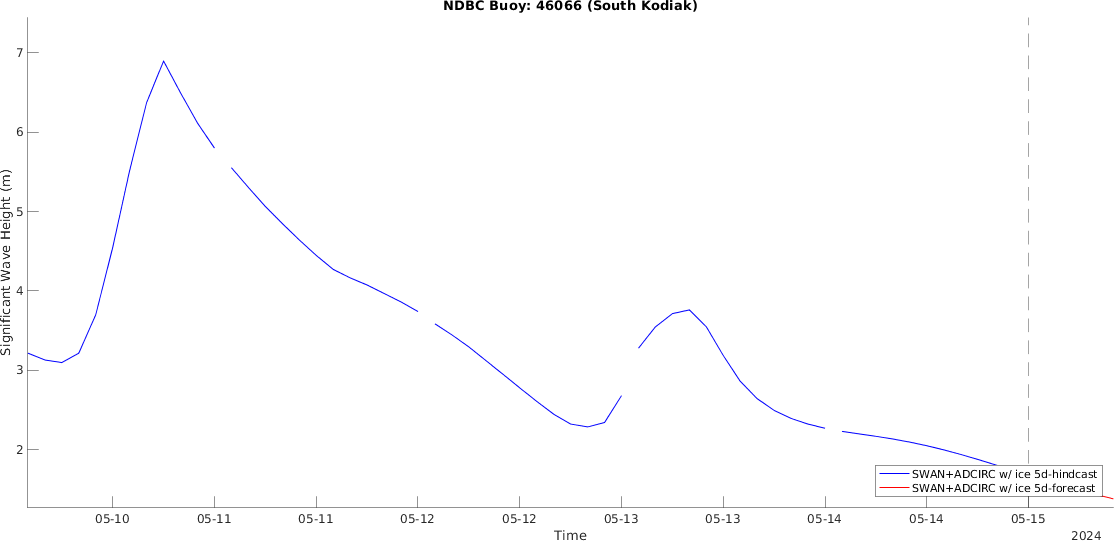 NDBC Buoy: 46066 (South Kodiak)
Significant Wave Height (m)
7
6
5
4
3
2
SWAN+ADCIRC w/ ice 5d-hindcast
SWAN+ADCIRC w/ ice 5d-forecast
05-10 05-11 05-11 05-12 05-12 05-13 05-13 05-14 05-14 05-15
Time
2024